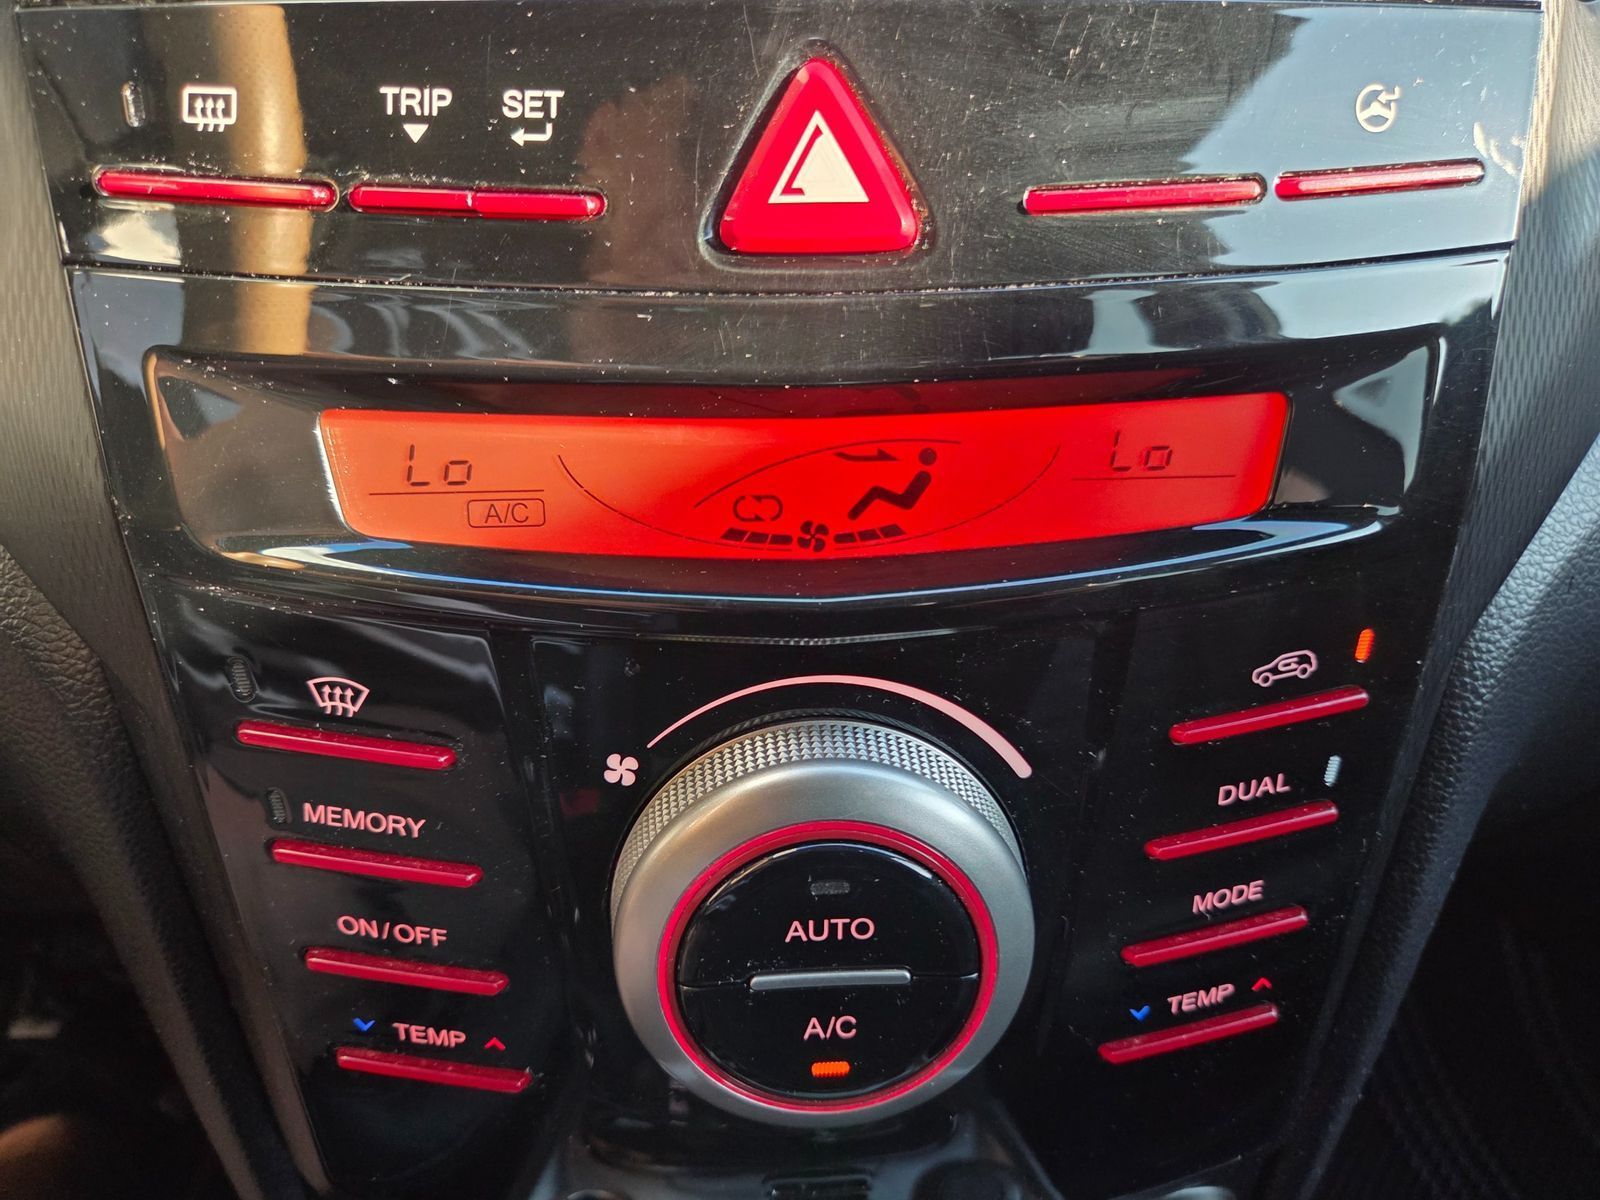 TRIP SET
Lo Lo
A/C
MEMORY
DUAL
ON/OFF
AUTO
MODE
TEMP
A/C
TEMP